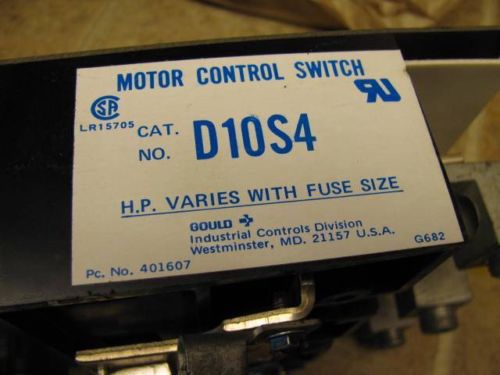 MOTOR CONTROL SWITCH
LR15705
CAT. NO. D10S4
H.P. VARIES WITH FUSE SIZE
GOULD
Industrial Controls Division
Westminster, MD. 21157 U.S.A.
G682
Pc. No. 401607